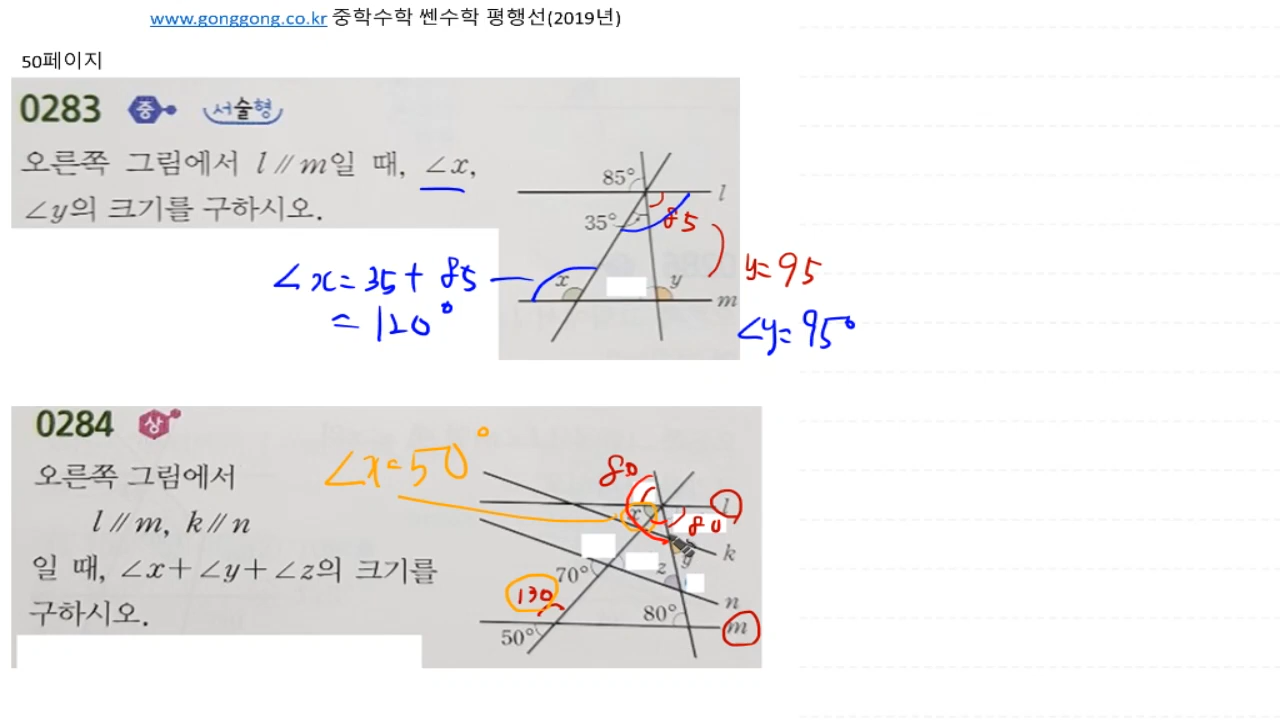 www.gonggong.co.kr 중학수학 쎈수학 평행선(2019년)
50페이지
0283 중 서술형
오른쪽 그림에서 l∥m일 때, ∠x,
∠y의 크기를 구하시오.
85°
l
35°
85
x
y
m
∠x=35+85
=120°
y=95
∠y=95°
0284 상
오른쪽 그림에서
l∥m, k∥n
일 때, ∠x+∠y+∠z의 크기를
구하시오.
∠x=50°
80
l
x
80
k
y
z
70°
130
n
80°
m
50°